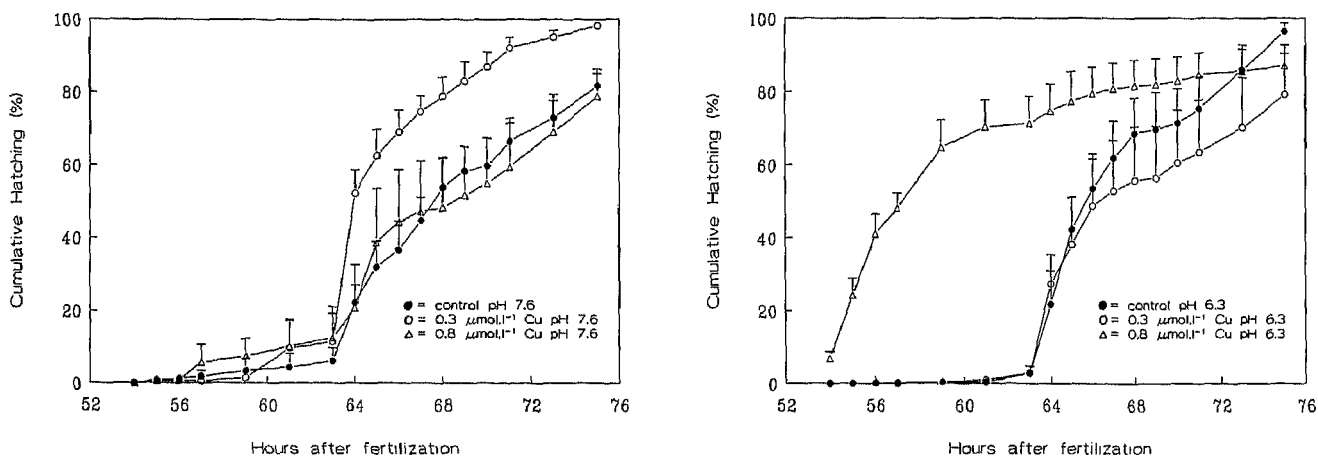 Cumulative Hatching (%)
100
80
60
40
20
0
52 56 60 64 68 72 76
Hours after fertilization
● = control pH 7.6
○ = 0.3 μmol.l⁻¹ Cu pH 7.6
△ = 0.8 μmol.l⁻¹ Cu pH 7.6
Cumulative Hatching (%)
100
80
60
40
20
0
52 56 60 64 68 72 76
Hours after fertilization
● = control pH 6.3
○ = 0.3 μmol.l⁻¹ Cu pH 6.3
△ = 0.8 μmol.l⁻¹ Cu pH 6.3